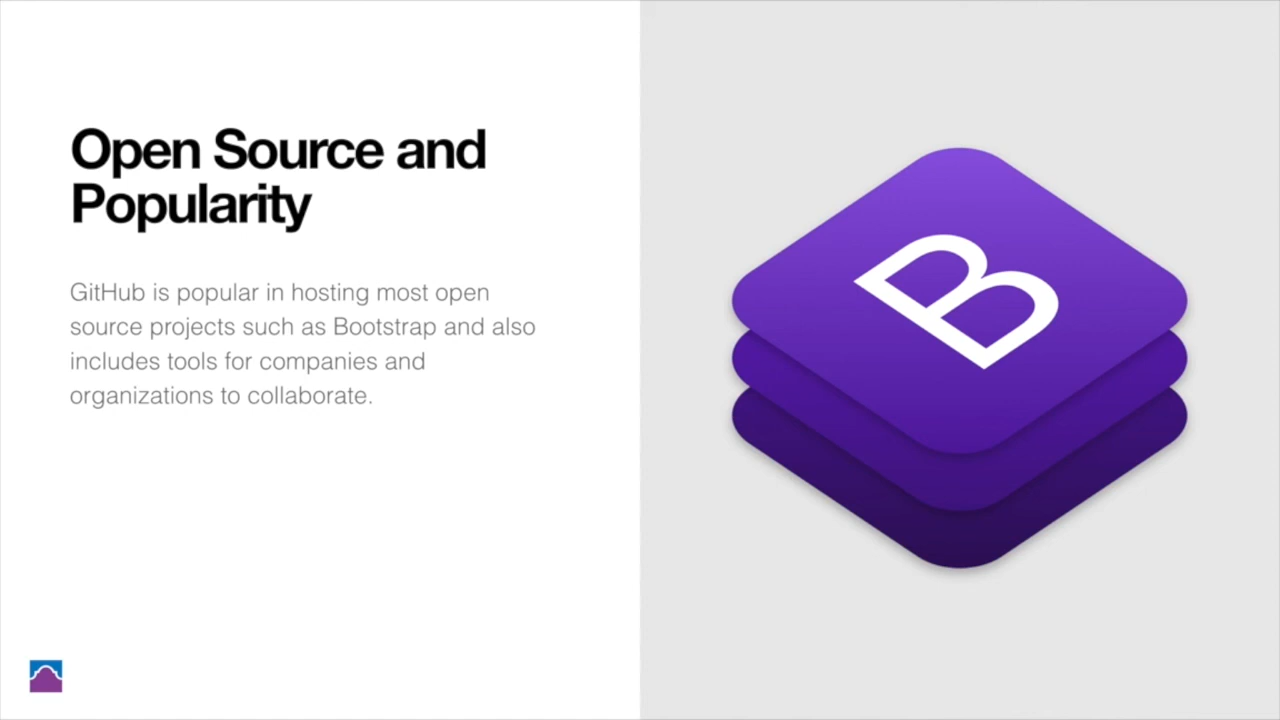 Open Source and
Popularity
GitHub is popular in hosting most open
source projects such as Bootstrap and also
includes tools for companies and
organizations to collaborate.
B